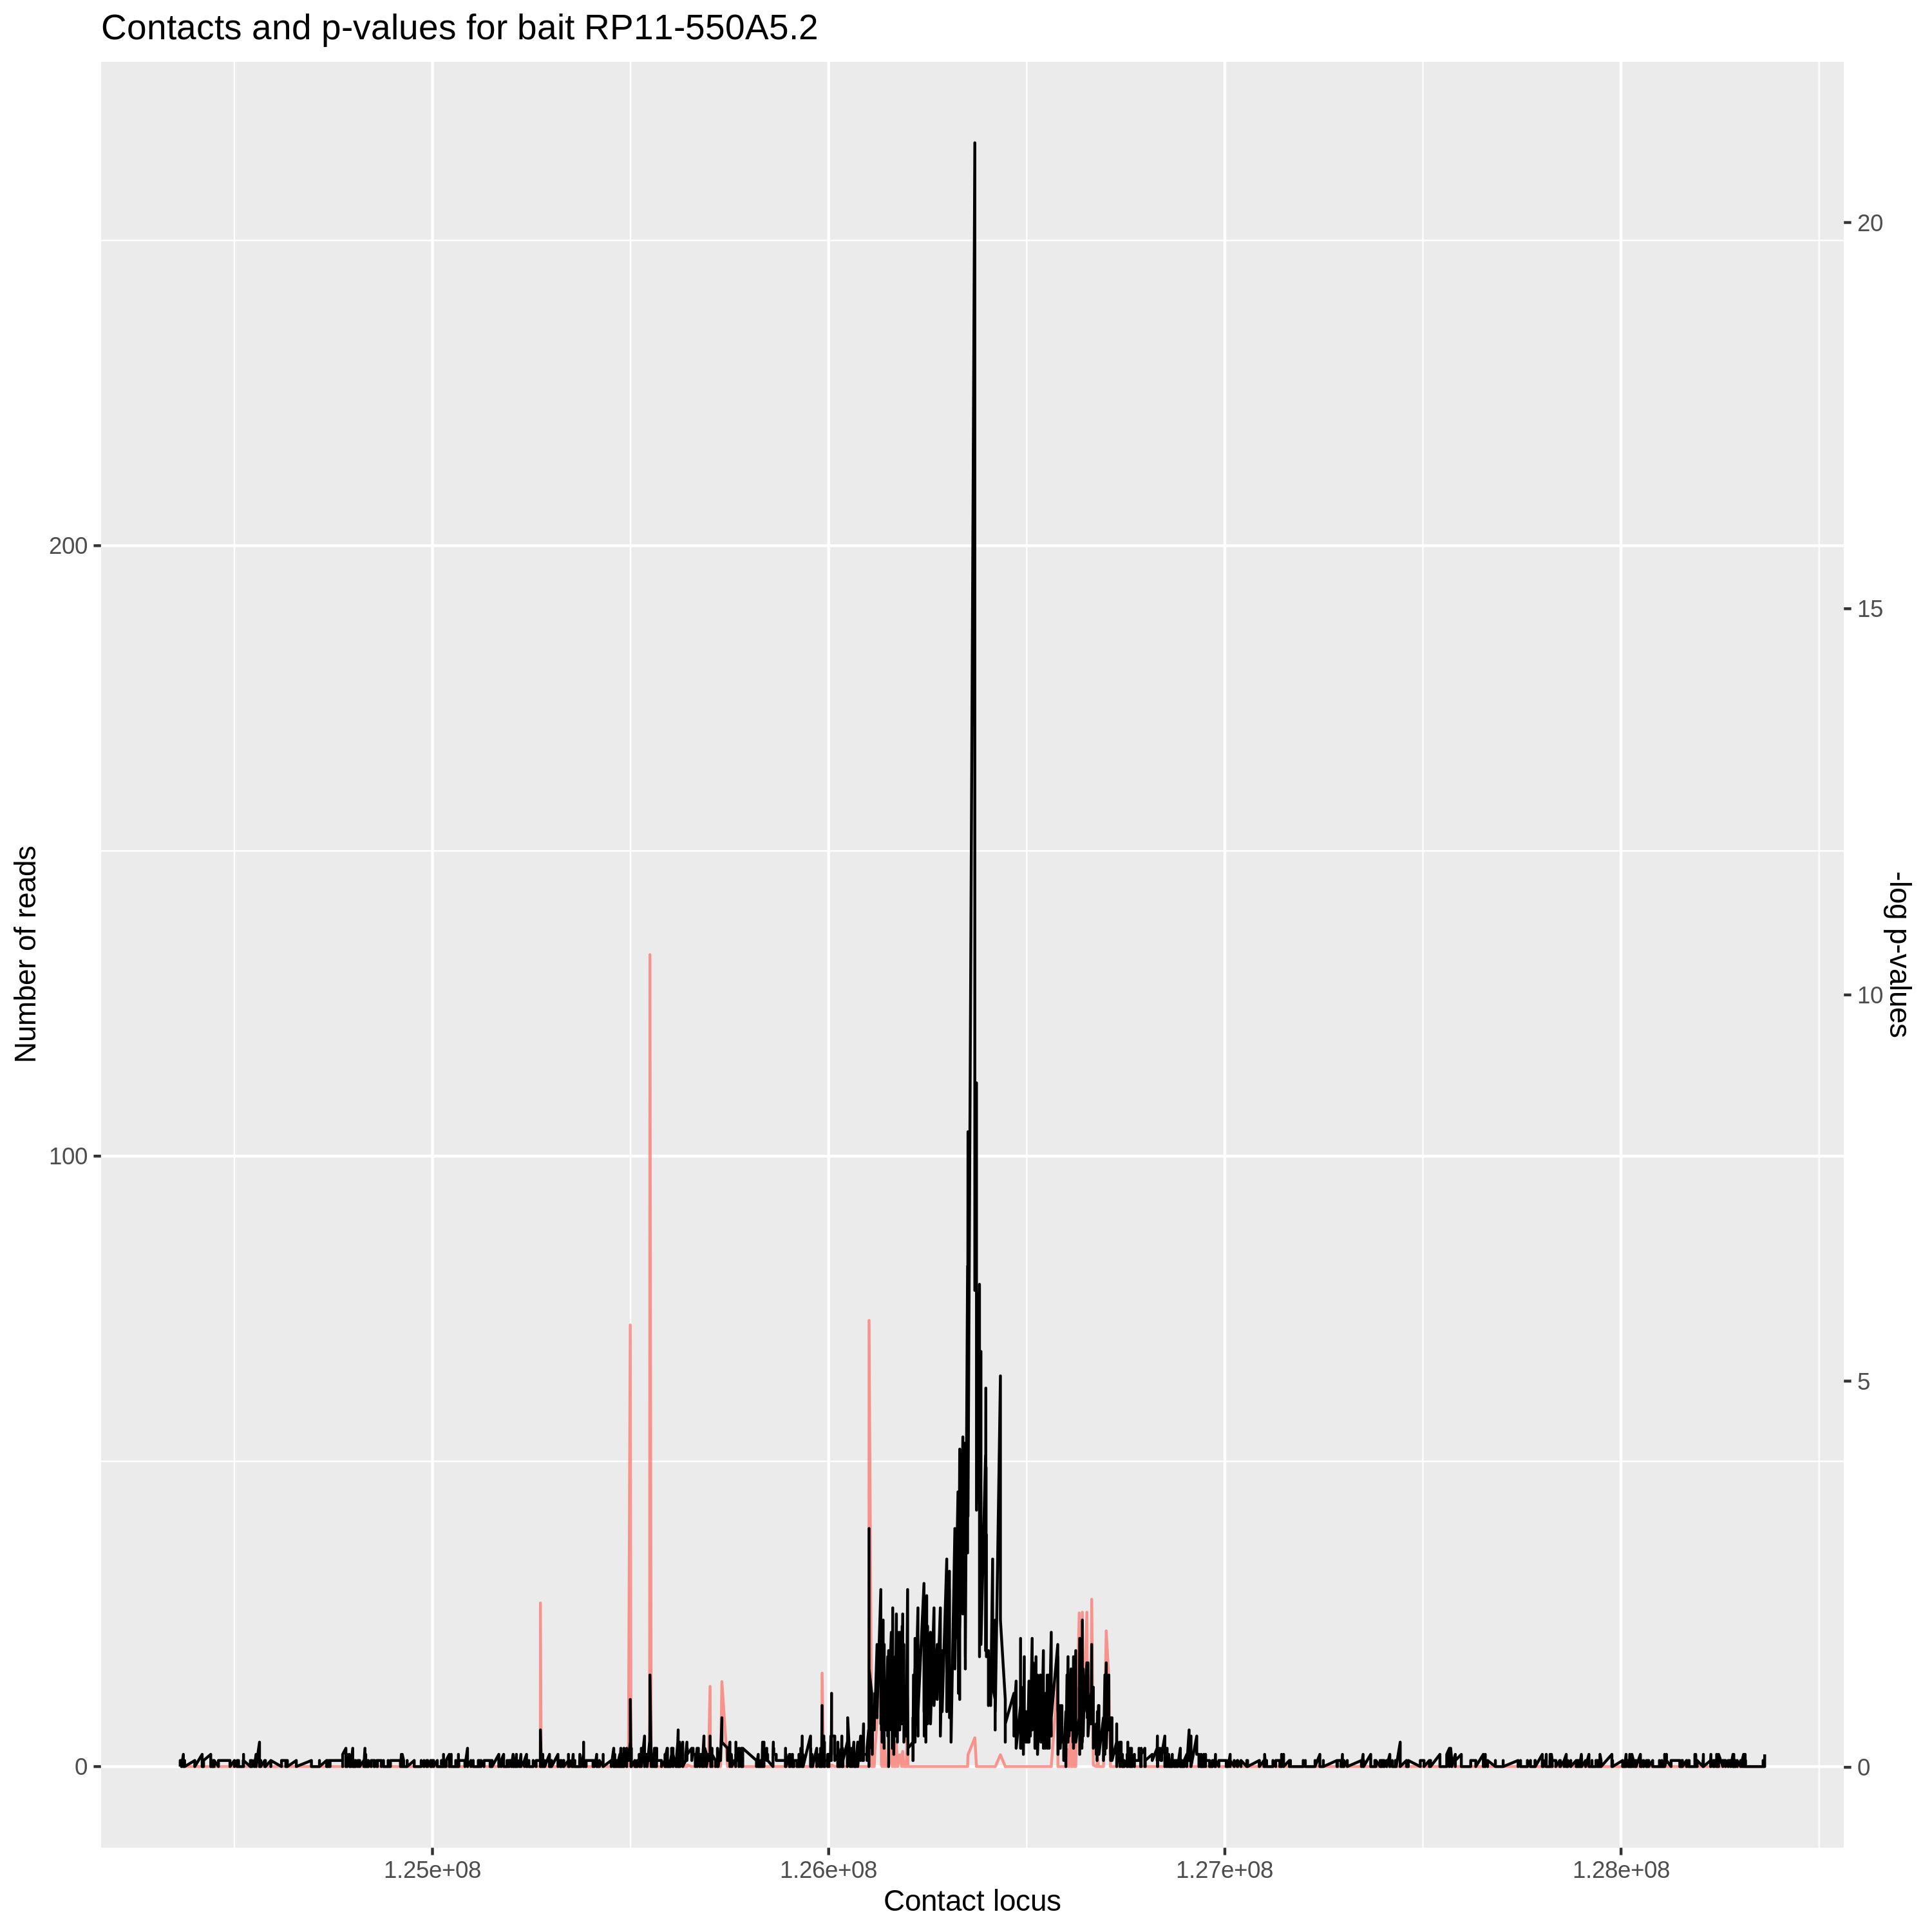 Contacts and p-values for bait RP11-550A5.2
Number of reads
200
100
0
20
15
10
5
0
-log p-values
1.25e+08 1.26e+08 1.27e+08 1.28e+08
Contact locus